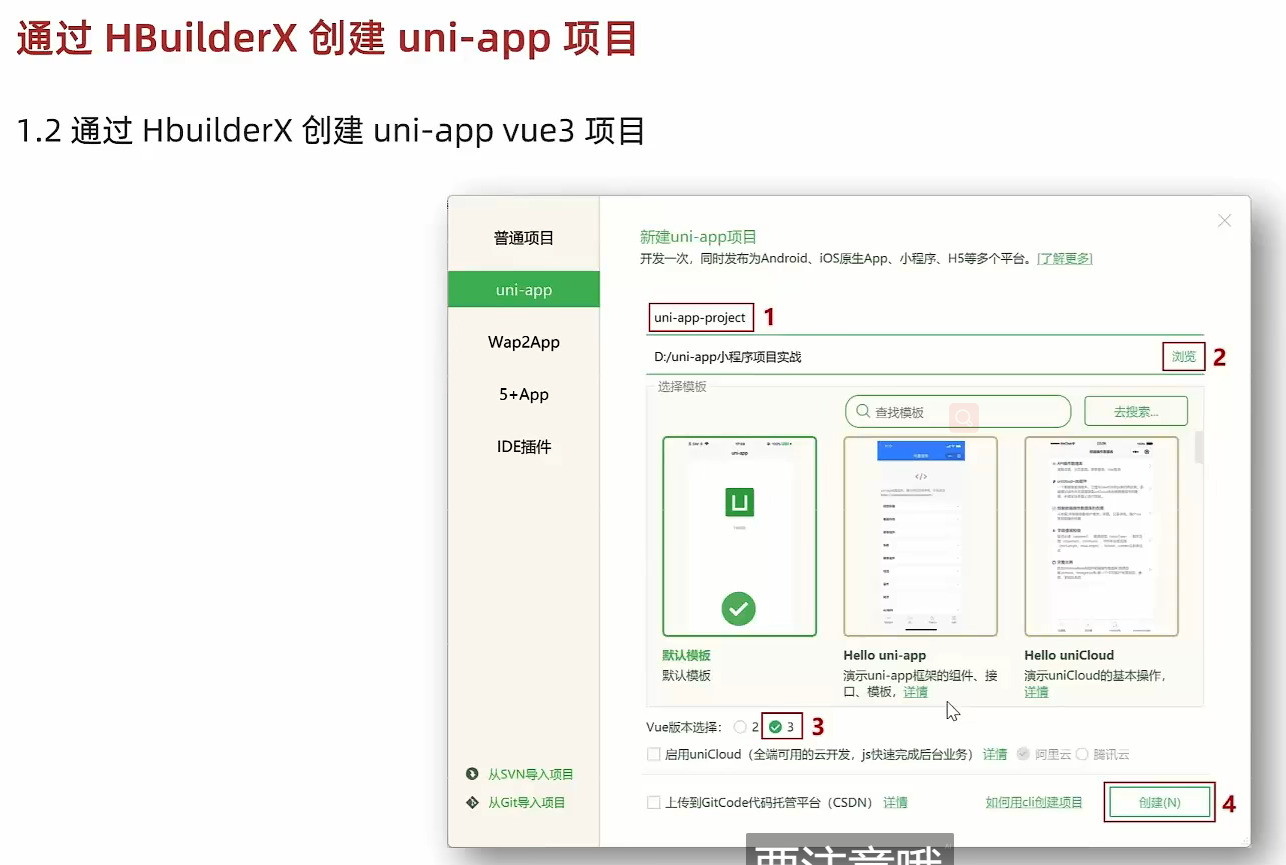 通过 HBuilderX 创建 uni-app 项目
1.2 通过 HbuilderX 创建 uni-app vue3 项目
普通项目
uni-app
Wap2App
5+App
IDE插件
从SVN导入项目
从Git导入项目
新建uni-app项目
开发一次，同时发布为Android、iOS原生App、小程序、H5等多个平台。[了解更多]
uni-app-project 1
D:/uni-app小程序项目实战 浏览 2
选择模板
查找模板 去搜索...
uni-app
默认模板
默认模板
Hello uni-app
演示uni-app框架的组件、接
口、模板，详情
Hello uniCloud
演示uniCloud的基本操作，
详情
Vue版本选择： 2 3 3
启用uniCloud（全端可用的云开发，js快速完成后台业务） 详情 阿里云 腾讯云
上传到GitCode代码托管平台（CSDN） 详情 如何用cli创建项目 创建(N) 4
要注意哦